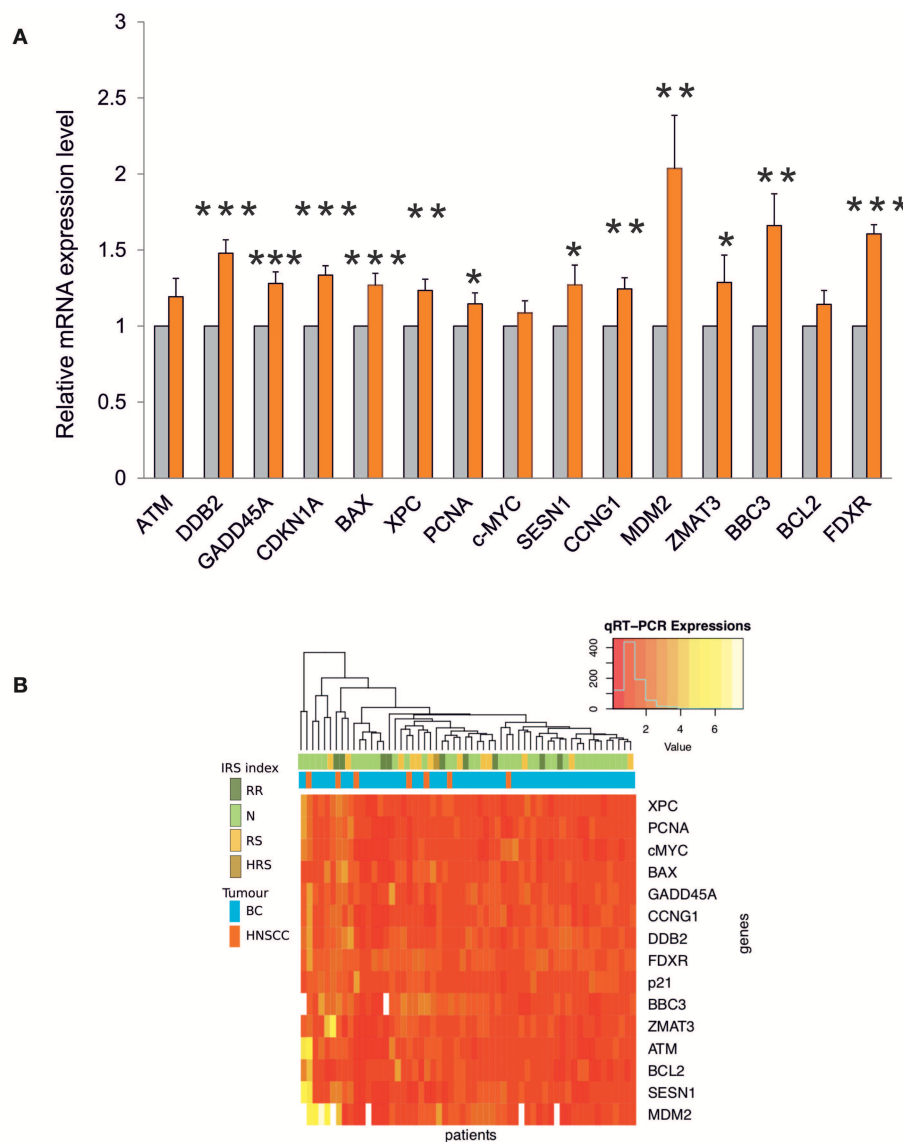 A
Relative mRNA expression level
3
2.5
2
1.5
1
0.5
0
*** *** *** *** ** * * ** ** * ** ***
ATM DDB2 GADD45A CDKN1A BAX XPC PCNA c-MYC SESN1 CCNG1 MDM2 ZMAT3 BBC3 BCL2 FDXR
B
qRT-PCR Expressions
0 200 400
2 4 6
Value
IRS index
RR
N
RS
HRS
Tumour
BC
HNSCC
XPC
PCNA
cMYC
BAX
GADD45A
CCNG1
DDB2
FDXR
p21
BBC3
ZMAT3
ATM
BCL2
SESN1
MDM2
genes
patients